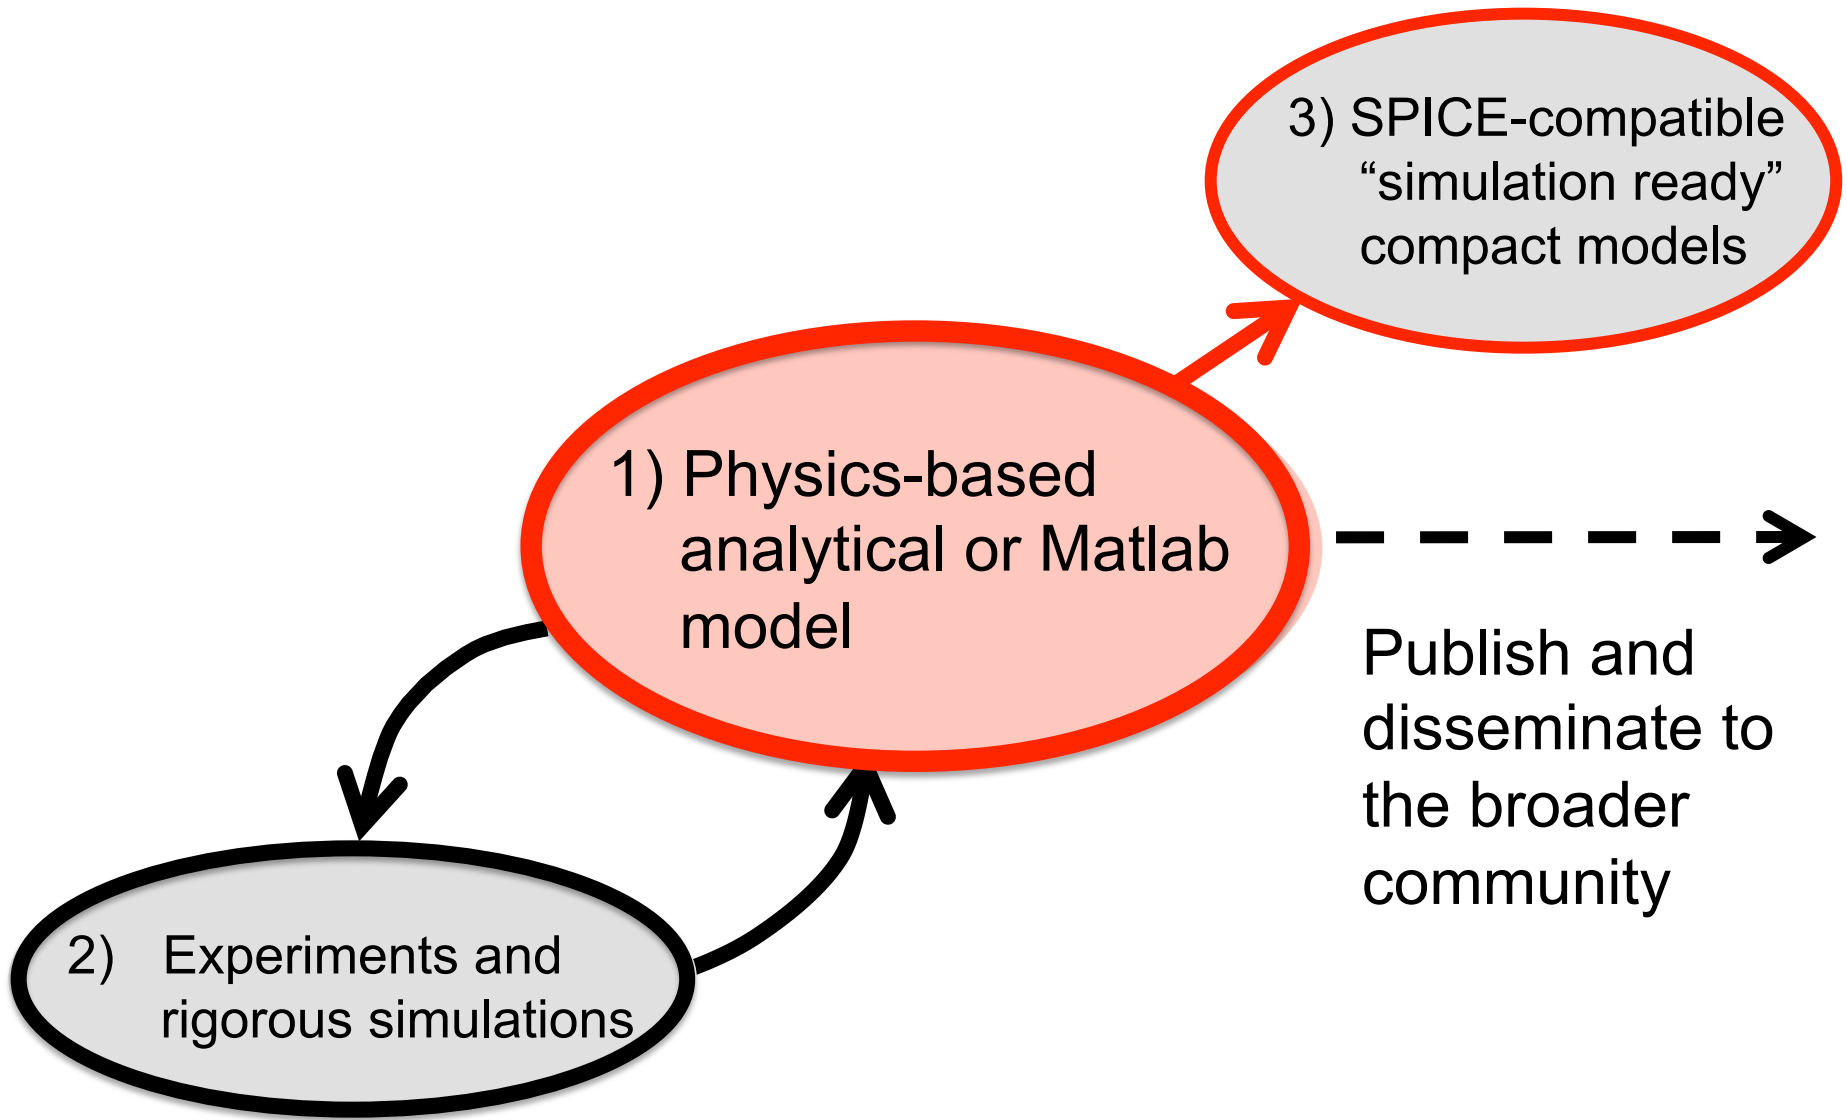 3) SPICE-compatible
“simulation ready”
compact models
1) Physics-based
analytical or Matlab
model
Publish and
disseminate to
the broader
community
2) Experiments and
rigorous simulations